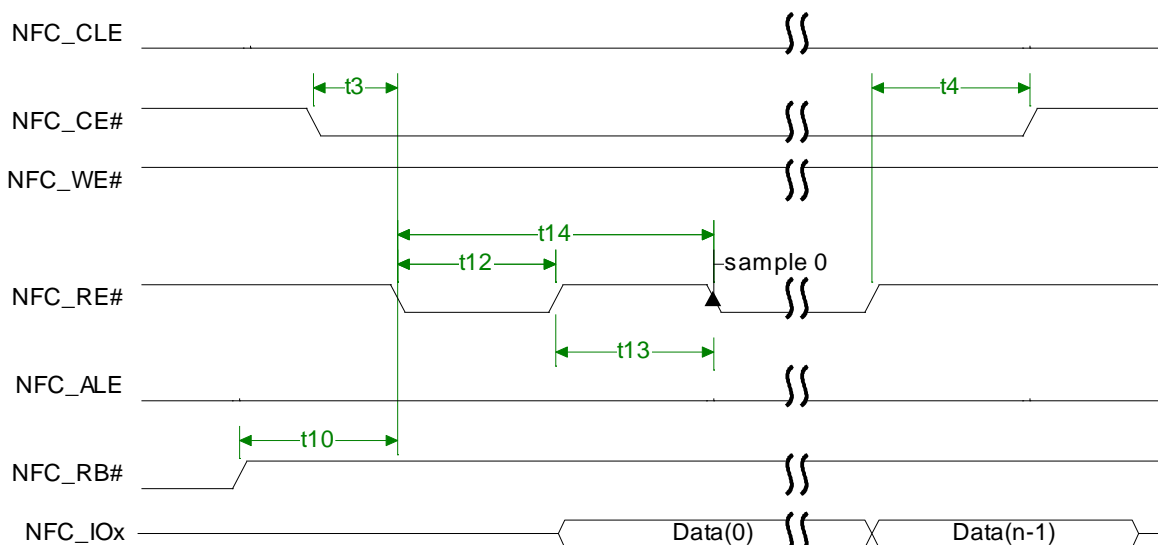 NFC_CLE
t3
t4
NFC_CE#
NFC_WE#
t14
t12
sample 0
NFC_RE#
t13
NFC_ALE
t10
NFC_RB#
NFC_IOx
Data(0)
Data(n-1)